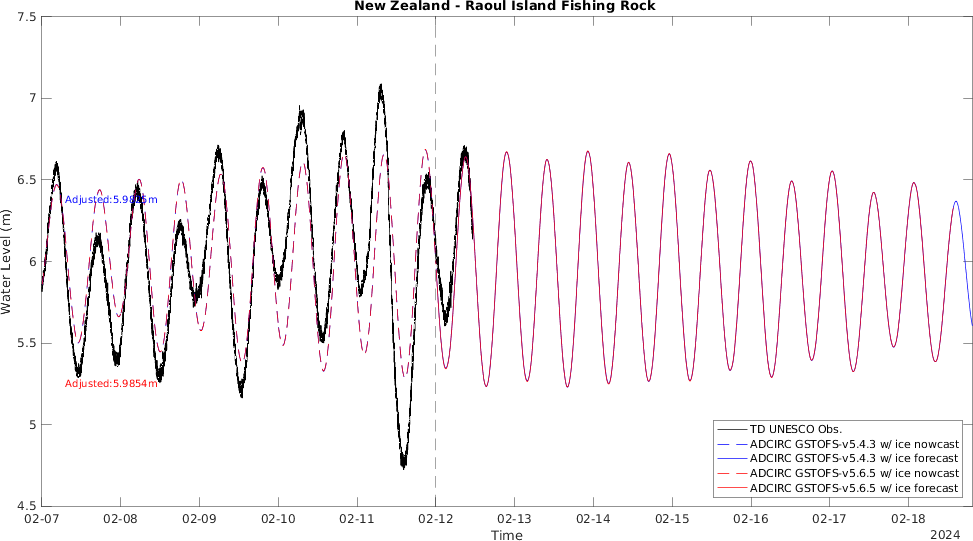 New Zealand - Raoul Island Fishing Rock
7.5
7
6.5
6
5.5
5
4.5
Water Level (m)
Adjusted:5.9855m
Adjusted:5.9854m
TD UNESCO Obs.
ADCIRC GSTOFS-v5.4.3 w/ ice nowcast
ADCIRC GSTOFS-v5.4.3 w/ ice forecast
ADCIRC GSTOFS-v5.6.5 w/ ice nowcast
ADCIRC GSTOFS-v5.6.5 w/ ice forecast
02-07 02-08 02-09 02-10 02-11 02-12 02-13 02-14 02-15 02-16 02-17 02-18
Time
2024